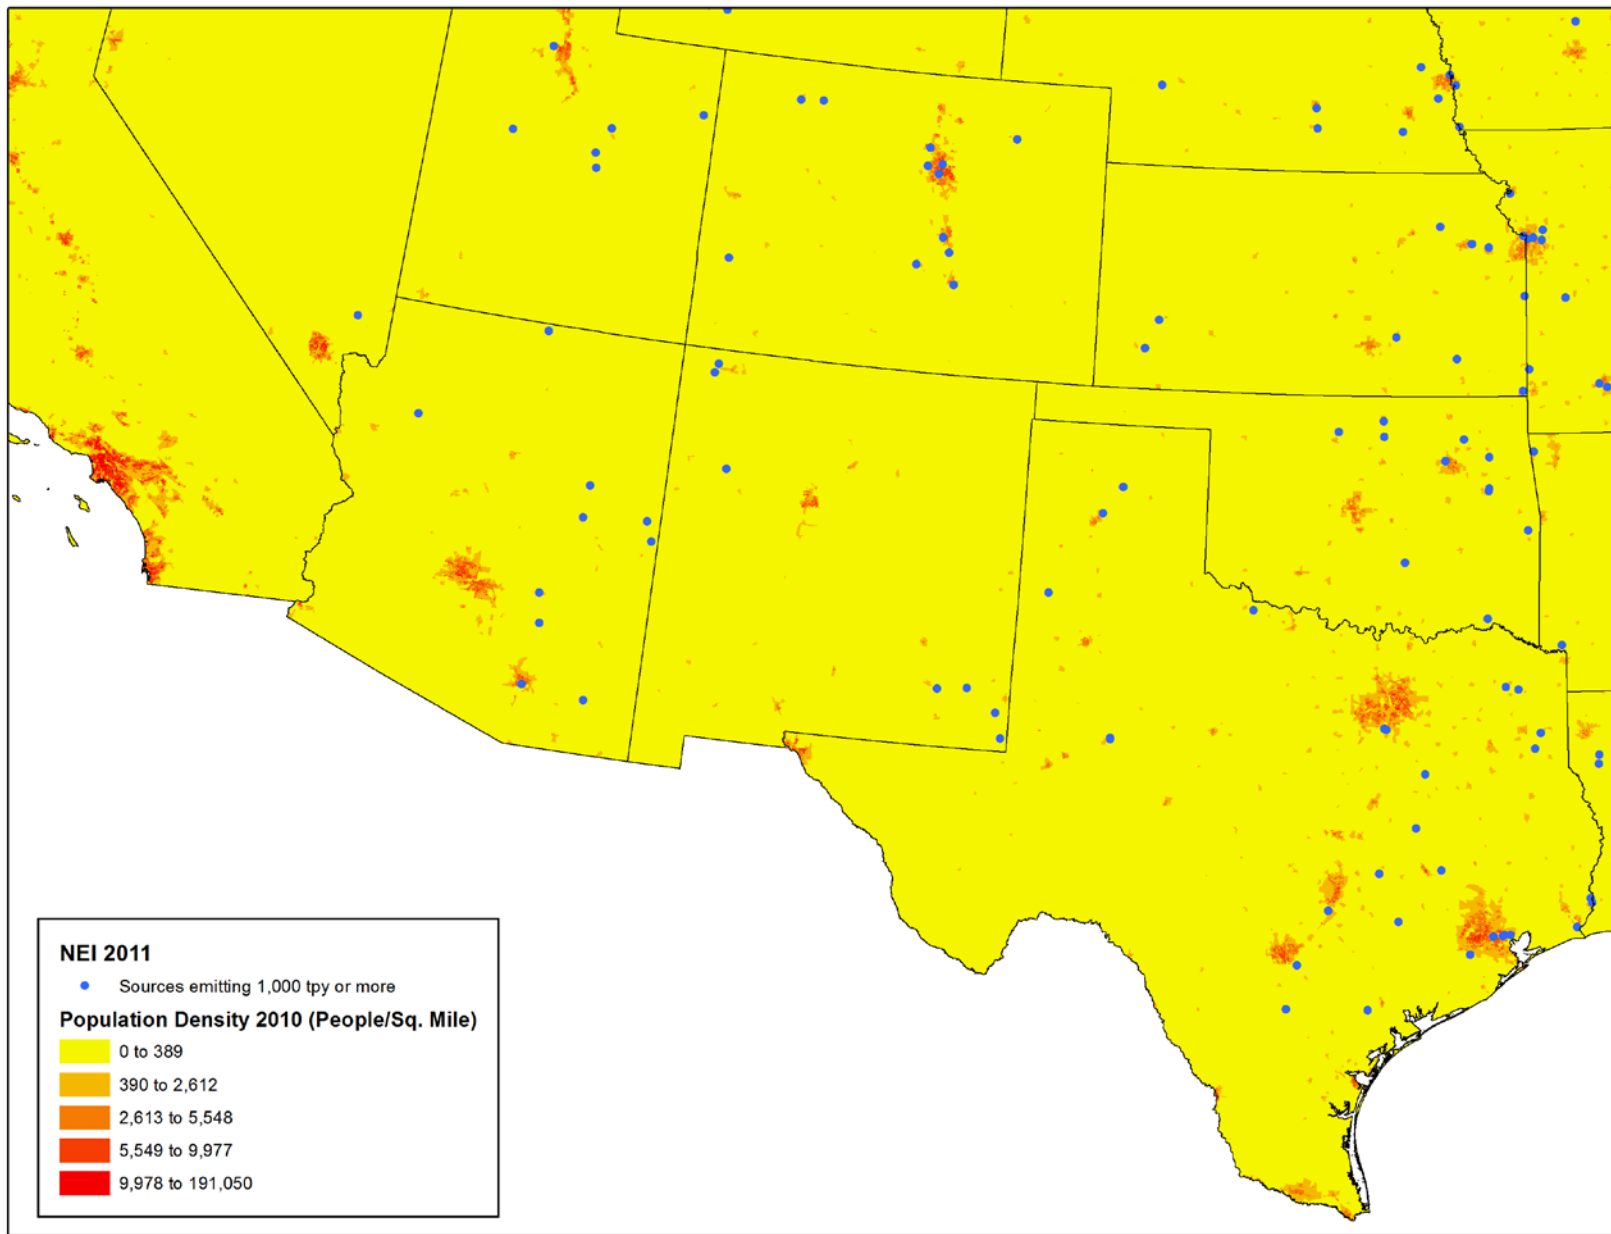 NEI 2011
Sources emitting 1,000 tpy or more
Population Density 2010 (People/Sq. Mile)
0 to 389
390 to 2,612
2,613 to 5,548
5,549 to 9,977
9,978 to 191,050